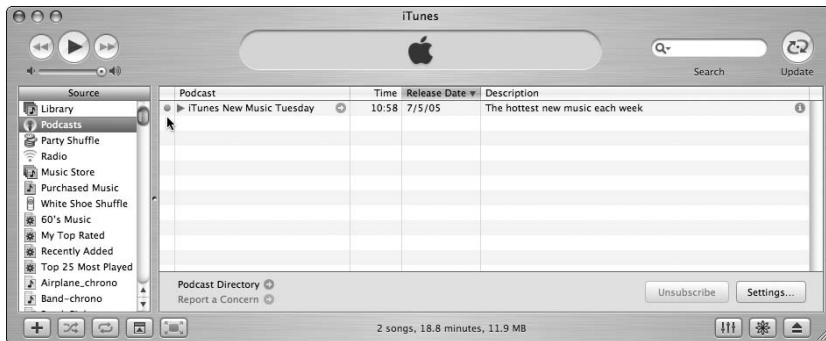 iTunes
Search
Update
Source
Library
Podcasts
Party Shuffle
Radio
Music Store
Purchased Music
White Shoe Shuffle
60's Music
My Top Rated
Recently Added
Top 25 Most Played
Airplane_chrono
Band-chrono
Podcast Time Release Date Description
iTunes New Music Tuesday 10:58 7/5/05 The hottest new music each week
Podcast Directory
Report a Concern
Unsubscribe Settings...
2 songs, 18.8 minutes, 11.9 MB